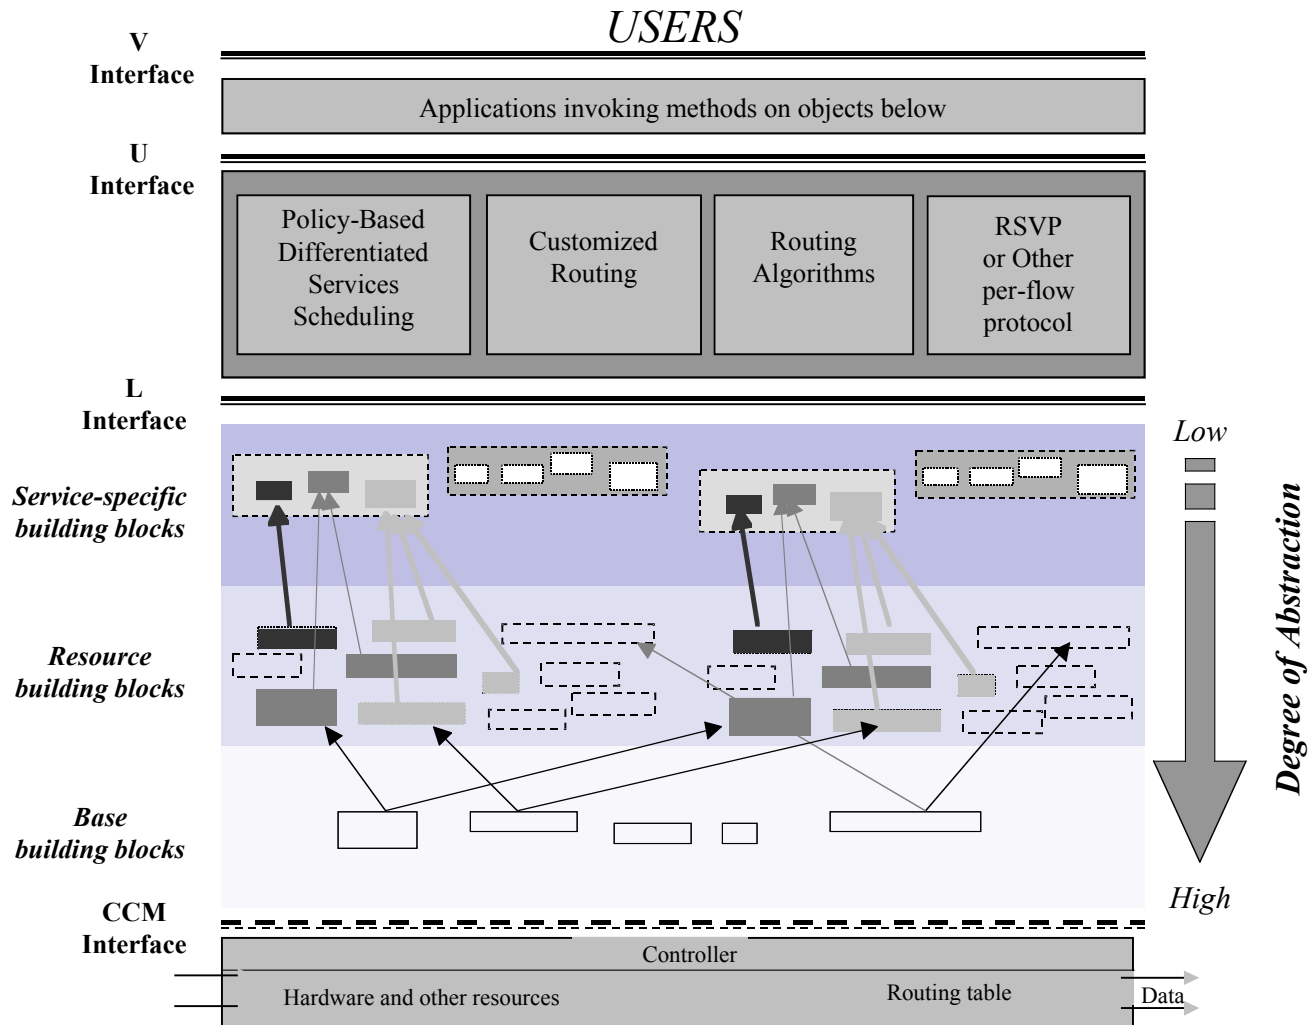 USERS
V
Interface
Applications invoking methods on objects below
U
Interface
Policy-Based
Differentiated
Services
Scheduling
Customized
Routing
Routing
Algorithms
RSVP
or Other
per-flow
protocol
L
Interface
Low
Service-specific
building blocks
Degree of Abstraction
Resource
building blocks
Base
building blocks
High
CCM
Interface
Controller
Hardware and other resources
Routing table
Data